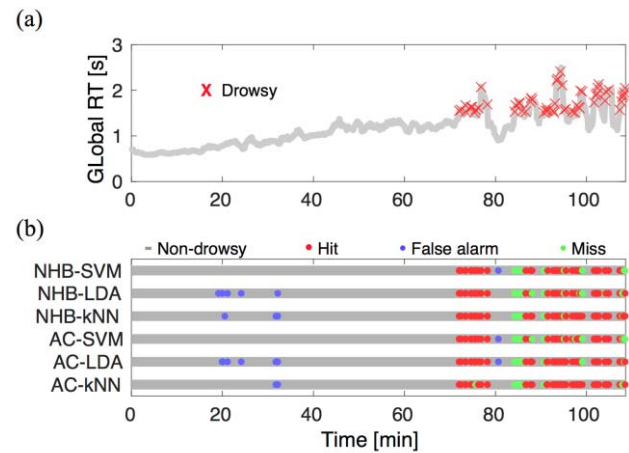 (a)
3
2
1
0
GLobal RT [s]
X Drowsy
0 20 40 60 80 100
(b)
Non-drowsy Hit False alarm Miss
NHB-SVM
NHB-LDA
NHB-kNN
AC-SVM
AC-LDA
AC-kNN
0 20 40 60 80 100
Time [min]